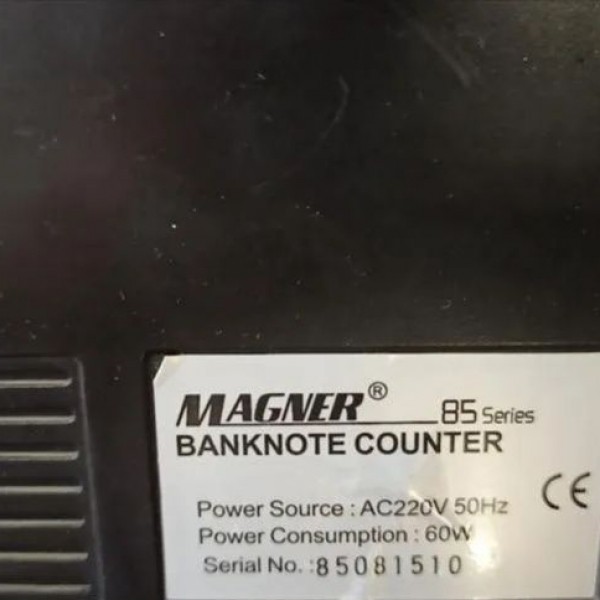 MAGNER® 85 Series
BANKNOTE COUNTER
Power Source : AC220V 50Hz CE
Power Consumption : 60W
Serial No. :85081510